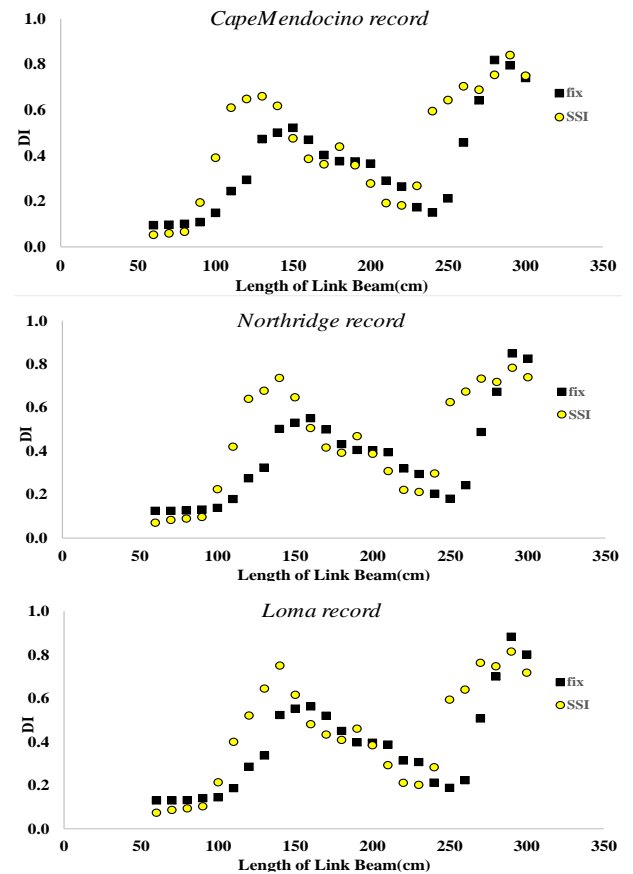 CapeMendocino record
1.0
0.8
0.6
0.4
0.2
0.0
DI
0 50 100 150 200 250 300 350
Length of Link Beam(cm)
fix
SSI
Northridge record
1.0
0.8
0.6
0.4
0.2
0.0
DI
0 50 100 150 200 250 300 350
Length of Link Beam(cm)
fix
SSI
Loma record
1.0
0.8
0.6
0.4
0.2
0.0
DI
0 50 100 150 200 250 300 350
Length of Link Beam(cm)
fix
SSI